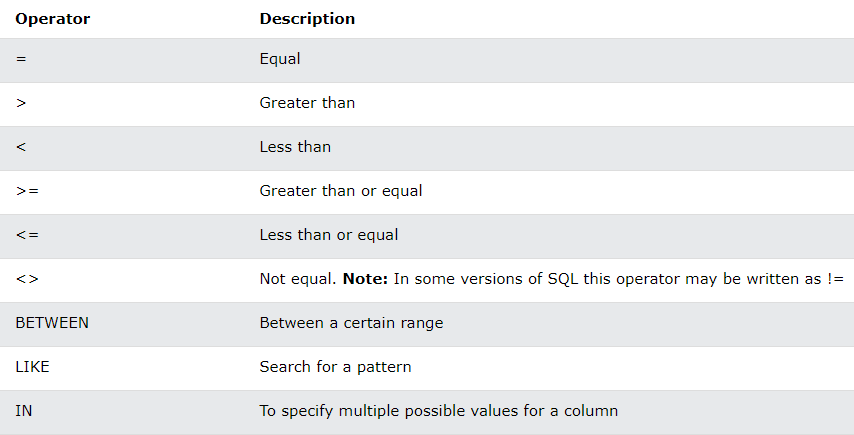 Operator Description
= Equal
> Greater than
< Less than
>= Greater than or equal
<= Less than or equal
<> Not equal. Note: In some versions of SQL this operator may be written as !=
BETWEEN Between a certain range
LIKE Search for a pattern
IN To specify multiple possible values for a column